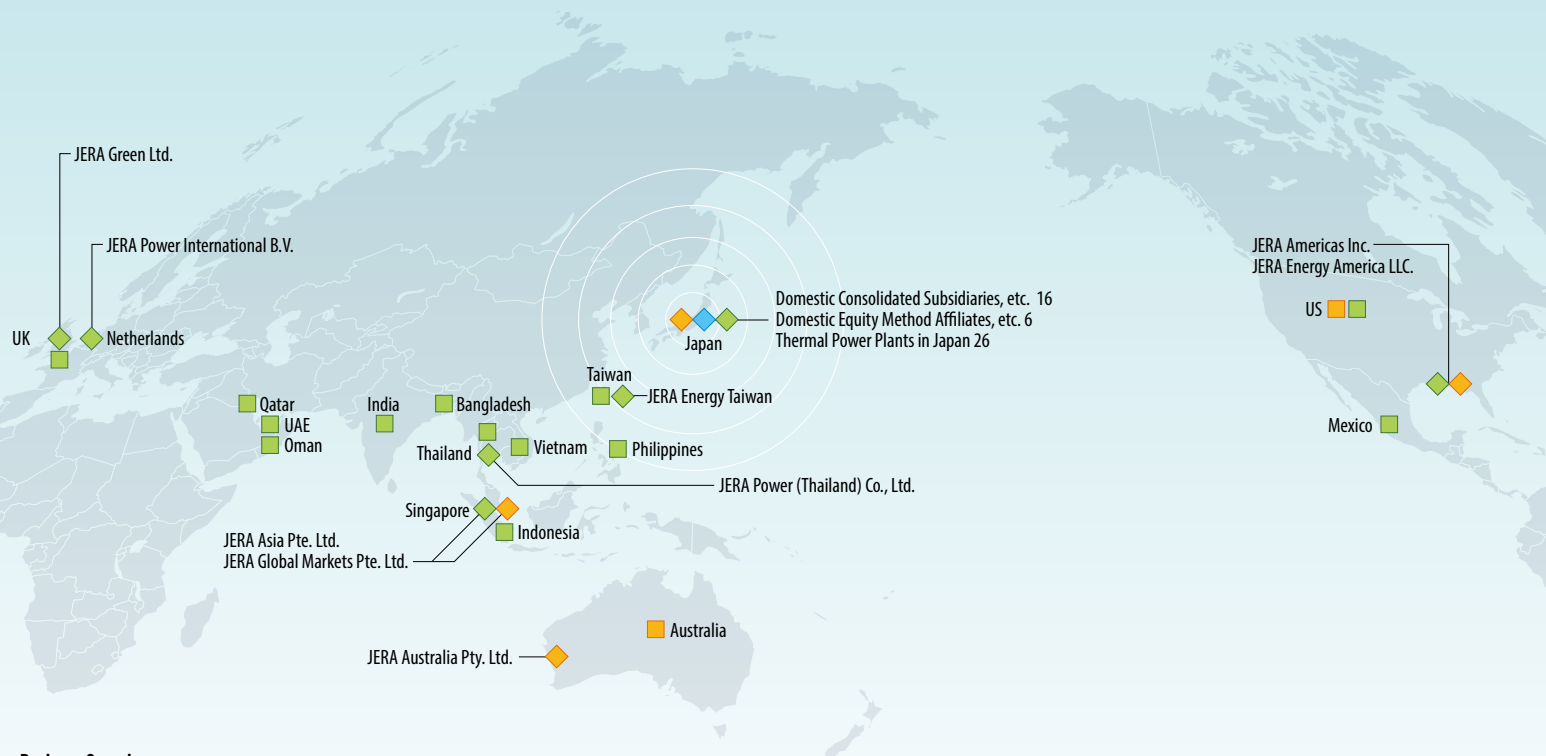 JERA Green Ltd.
JERA Power International B.V.
UK
Netherlands
JERA Americas Inc.
JERA Energy America LLC.
US
Domestic Consolidated Subsidiaries, etc. 16
Domestic Equity Method Affiliates, etc. 6
Thermal Power Plants in Japan 26
Japan
Taiwan
JERA Energy Taiwan
Qatar
UAE
Oman
India
Bangladesh
Thailand
Vietnam
Philippines
Mexico
JERA Power (Thailand) Co., Ltd.
Singapore
Indonesia
JERA Asia Pte. Ltd.
JERA Global Markets Pte. Ltd.
Australia
JERA Australia Pty. Ltd.